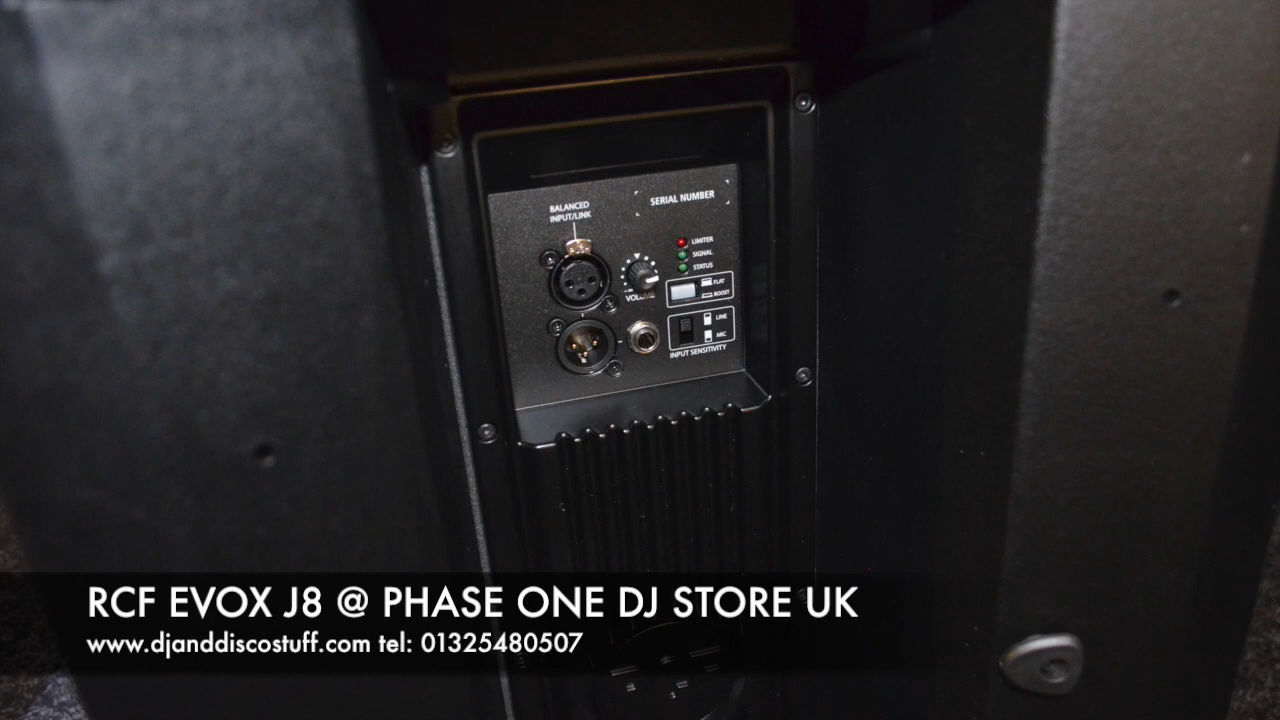 BALANCED
INPUT/LINK
SERIAL NUMBER
LIMITER
SIGNAL
STATUS
VOLUME
FLAT
BOOST
LINE
MIC
INPUT SENSITIVITY
RCF EVOX J8 @ PHASE ONE DJ STORE UK
www.djanddiscostuff.com tel: 01325480507